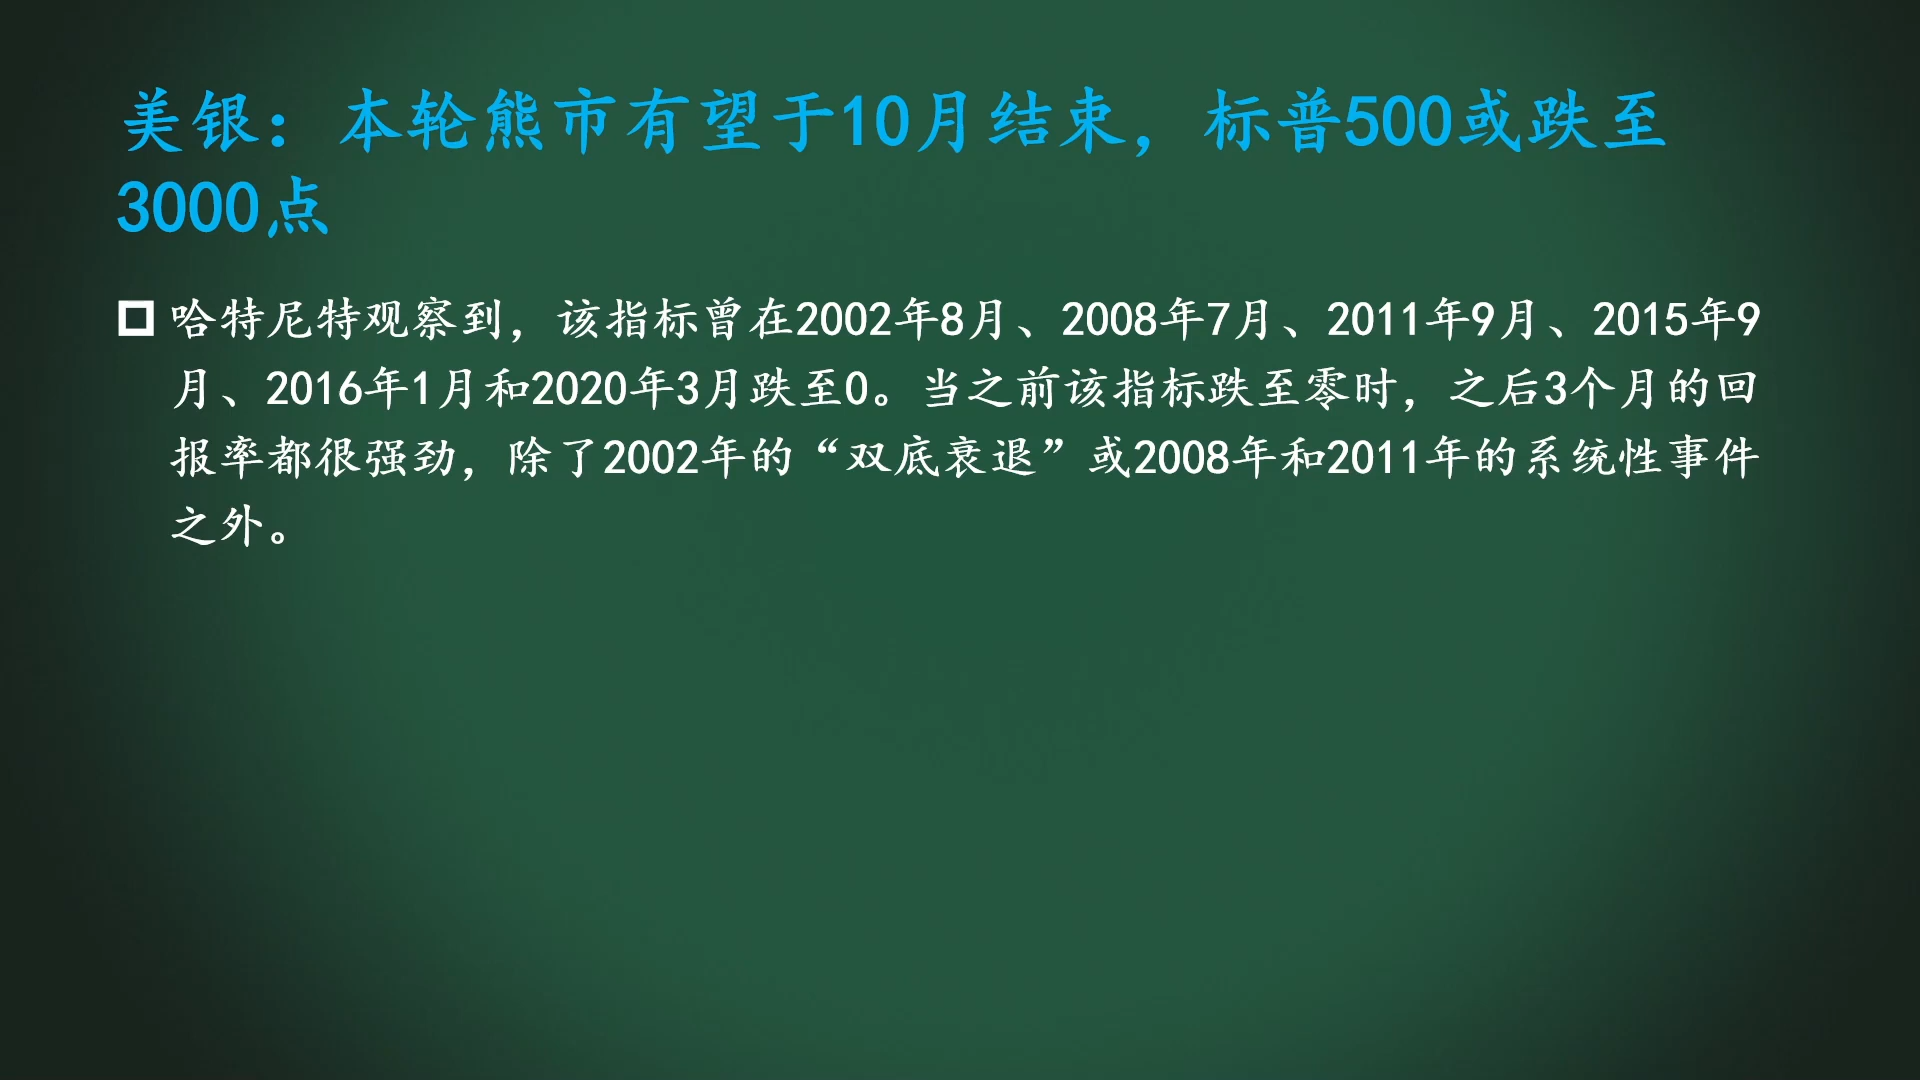 美银：本轮熊市有望于10月结束，标普500或跌至
3000点
哈特尼特观察到，该指标曾在2002年8月、2008年7月、2011年9月、2015年9
月、2016年1月和2020年3月跌至0。当之前该指标跌至零时，之后3个月的回
报率都很强劲，除了2002年的“双底衰退”或2008年和2011年的系统性事件
之外。